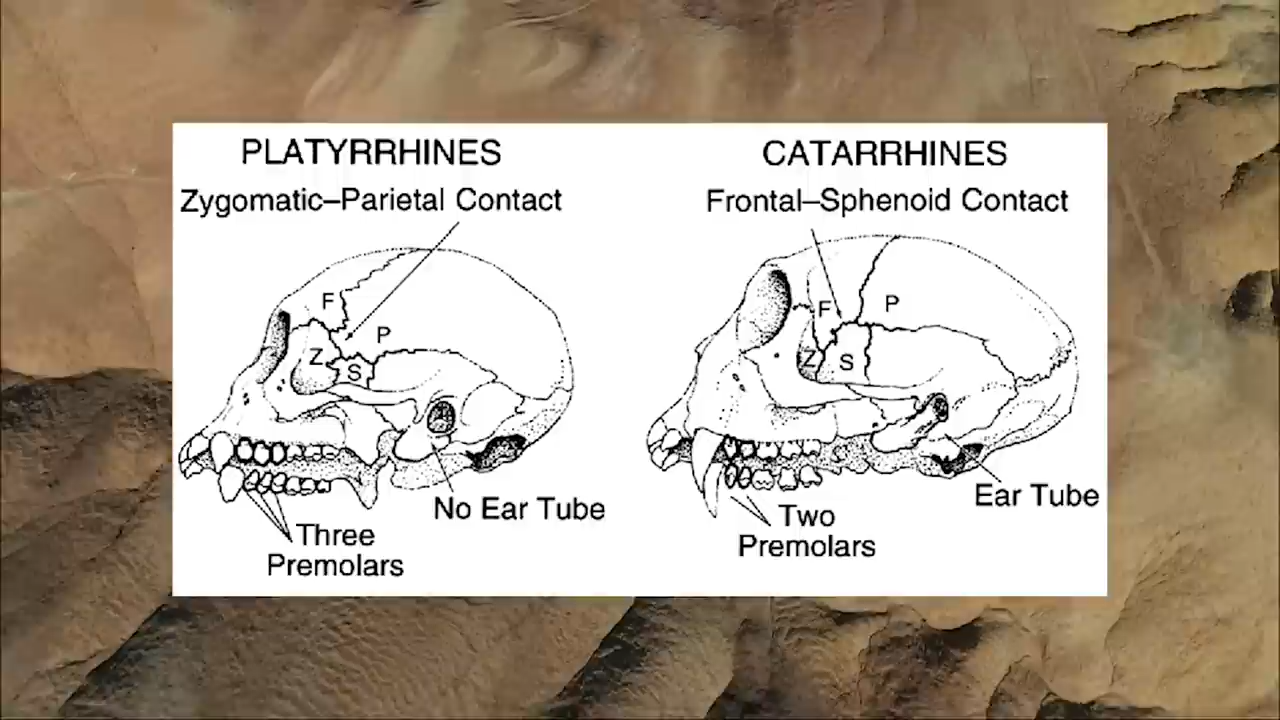 PLATYRRHINES
Zygomatic–Parietal Contact
F
P
Z
S
No Ear Tube
Three
Premolars
CATARRHINES
Frontal–Sphenoid Contact
F
P
Z
S
Ear Tube
Two
Premolars